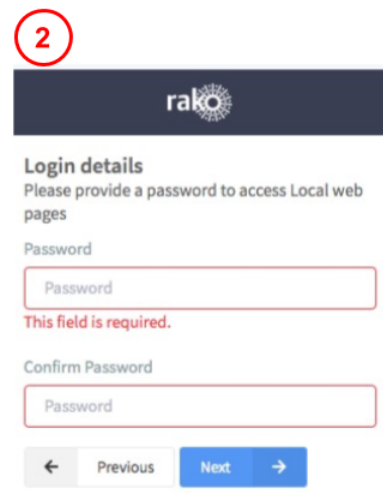 2
rako
Login details
Please provide a password to access Local web
pages
Password
Password
This field is required.
Confirm Password
Password
Previous
Next